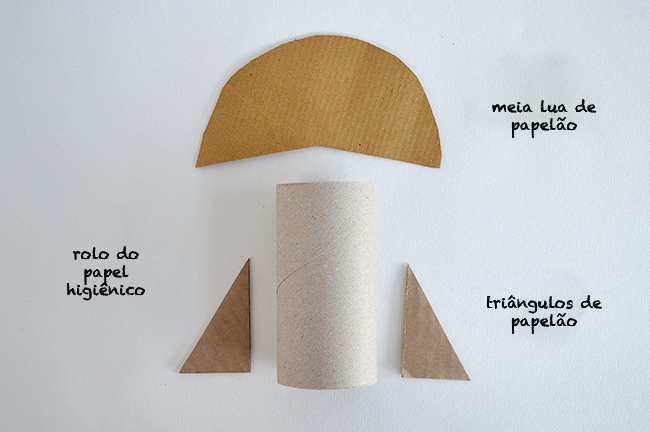 meia lua de
papelão
rolo do
papel
higiênico
triângulos de
papelão